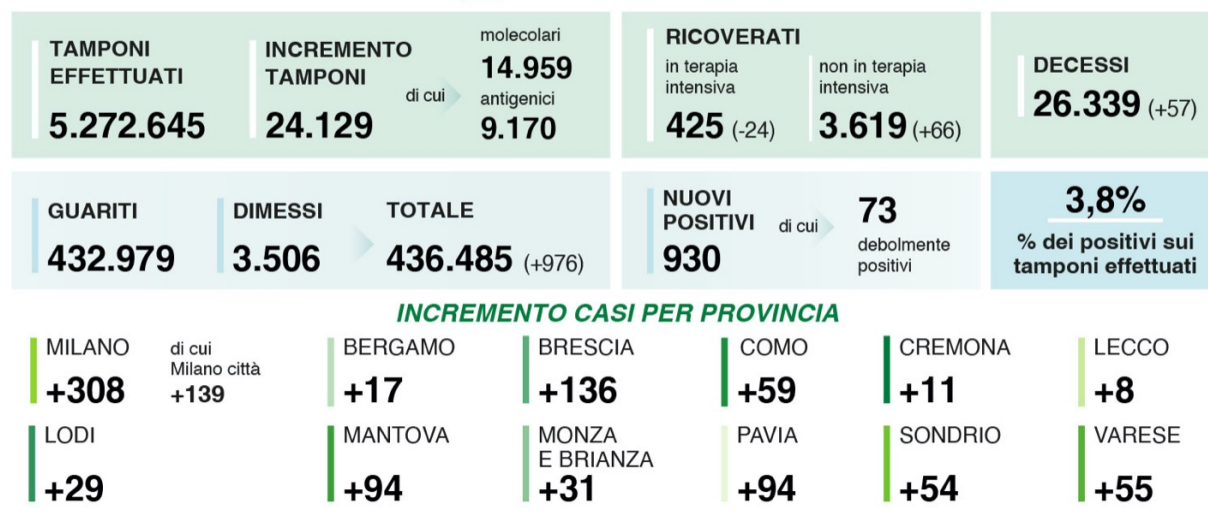 TAMPONI
EFFETTUATI
5.272.645
INCREMENTO
TAMPONI
24.129
di cui
molecolari
14.959
antigenici
9.170
RICOVERATI
in terapia
intensiva
425 (-24)
non in terapia
intensiva
3.619 (+66)
DECESSI
26.339 (+57)
GUARITI
432.979
DIMESSI
3.506
TOTALE
436.485 (+976)
NUOVI
POSITIVI
930
di cui
73
debolmente
positivi
3,8%
% dei positivi sui
tamponi effettuati
INCREMENTO CASI PER PROVINCIA
MILANO
+308
di cui
Milano città
+139
BERGAMO
+17
BRESCIA
+136
COMO
+59
CREMONA
+11
LECCO
+8
LODI
+29
MANTOVA
+94
MONZA
E BRIANZA
+31
PAVIA
+94
SONDRIO
+54
VARESE
+55